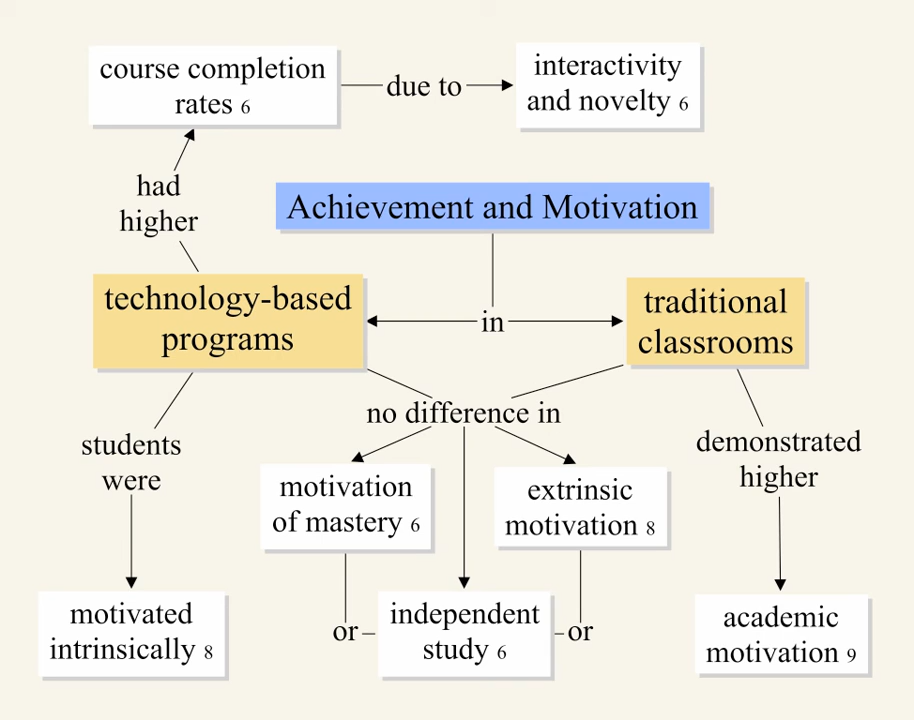 course completion
rates 6
due to
interactivity
and novelty 6
had
higher
Achievement and Motivation
technology-based
programs
in
traditional
classrooms
no difference in
students
were
demonstrated
higher
motivation
of mastery 6
extrinsic
motivation 8
motivated
intrinsically 8
or
independent
study 6
or
academic
motivation 9